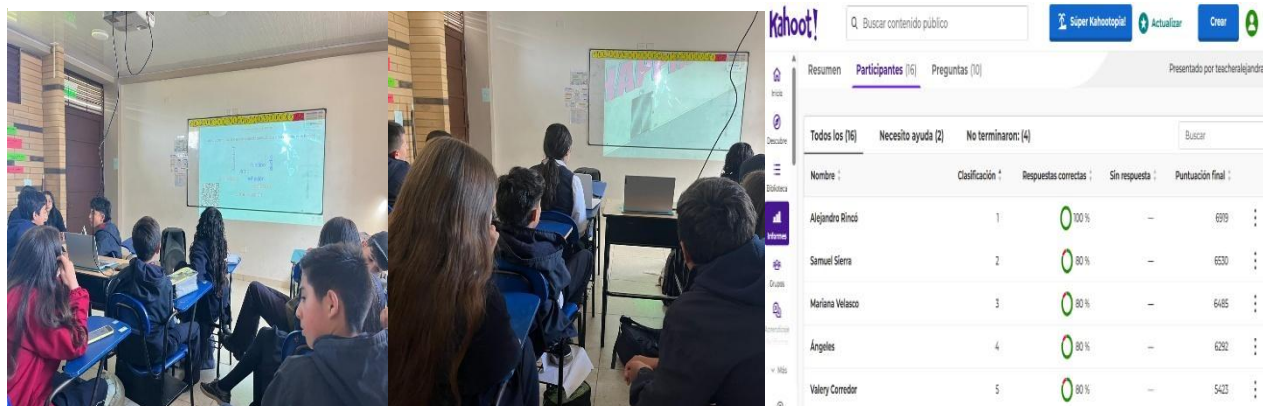 Kahoot!
Buscar contenido público
Súper Kahootopia!
Actualizar
Crear
Resumen
Participantes (16)
Preguntas (10)
Presentado por teacheralejandra
Inicio
Descubre
Biblioteca
Informes
Grupos
Más
Todos los (16)
Necesito ayuda (2)
No terminaron: (4)
Buscar
Nombre Clasificación Respuestas correctas Sin respuesta Puntuación final
Alejandro Rincó 1 100 % – 6919
Samuel Sierra 2 80 % – 6530
Mariana Velasco 3 80 % – 6485
Ángeles 4 80 % – 6292
Valery Corredor 5 80 % – 5423